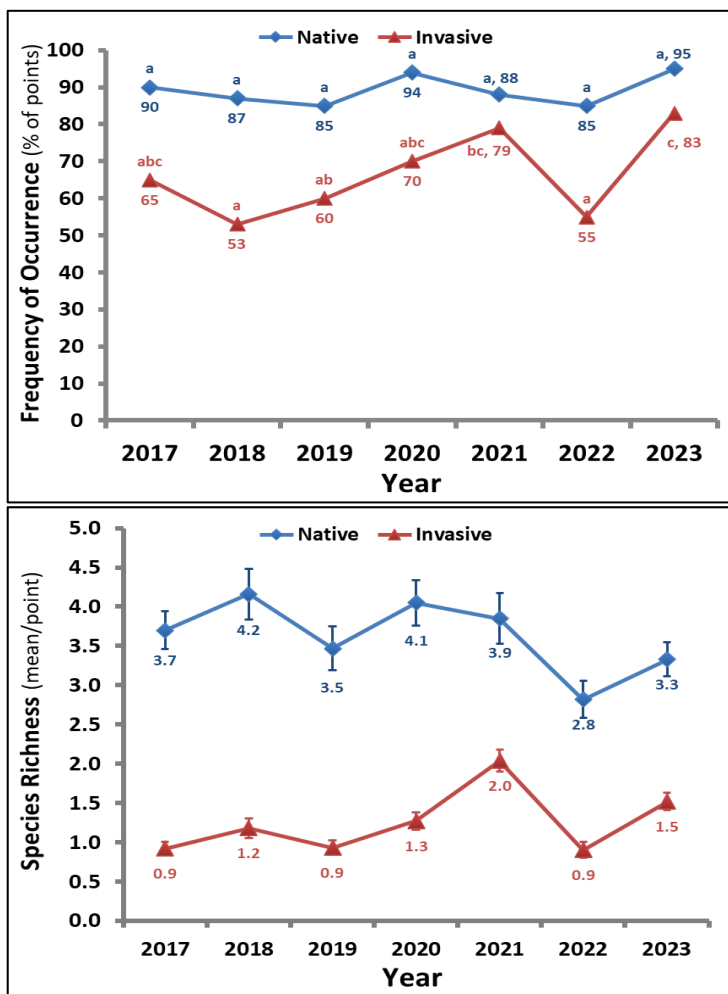 Native Invasive
Frequency of Occurrence (% of points)
100
90
80
70
60
50
40
30
20
10
0
a a a a a, 88 a a, 95
90 87 85 94 85
abc a ab abc bc, 79 a c, 83
65 53 60 70 55
2017 2018 2019 2020 2021 2022 2023
Year
Native Invasive
Species Richness (mean/point)
5.0
4.5
4.0
3.5
3.0
2.5
2.0
1.5
1.0
0.5
0.0
3.7 4.2 3.5 4.1 3.9 2.8 3.3
0.9 1.2 0.9 1.3 2.0 0.9 1.5
2017 2018 2019 2020 2021 2022 2023
Year